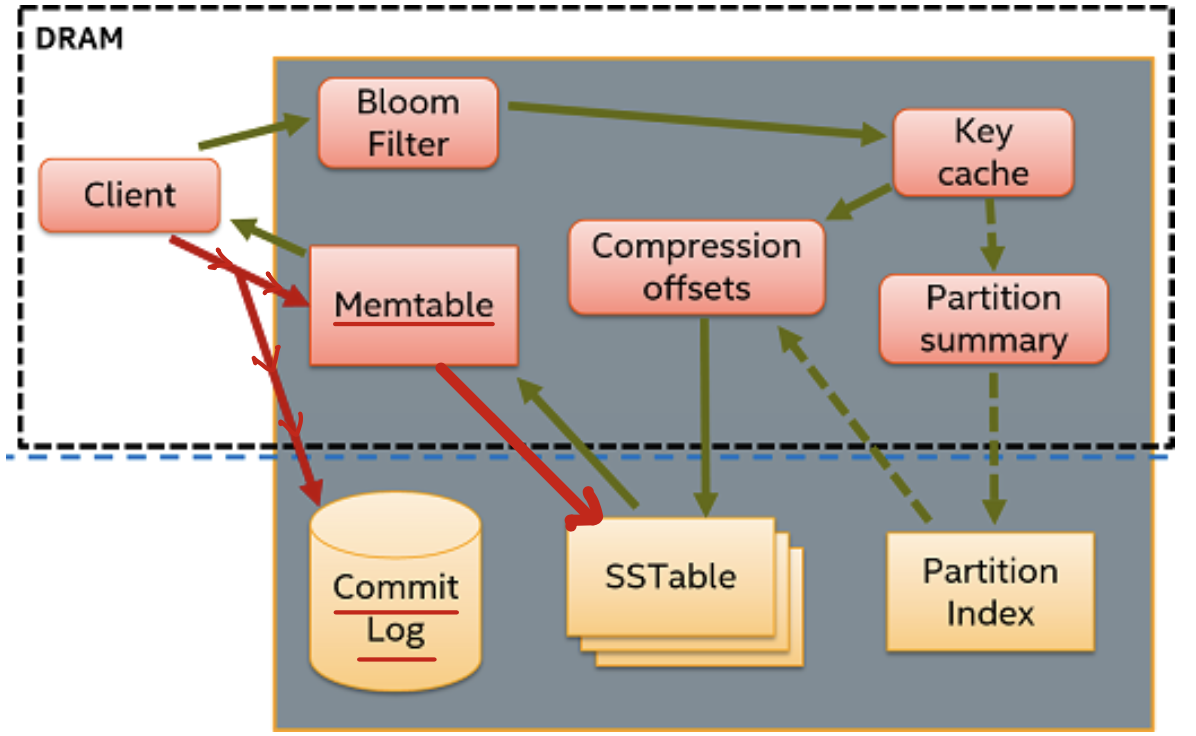 DRAM
Bloom
Filter
Key
cache
Client
Compression
offsets
Memtable
Partition
summary
Commit
Log
SSTable
Partition
Index